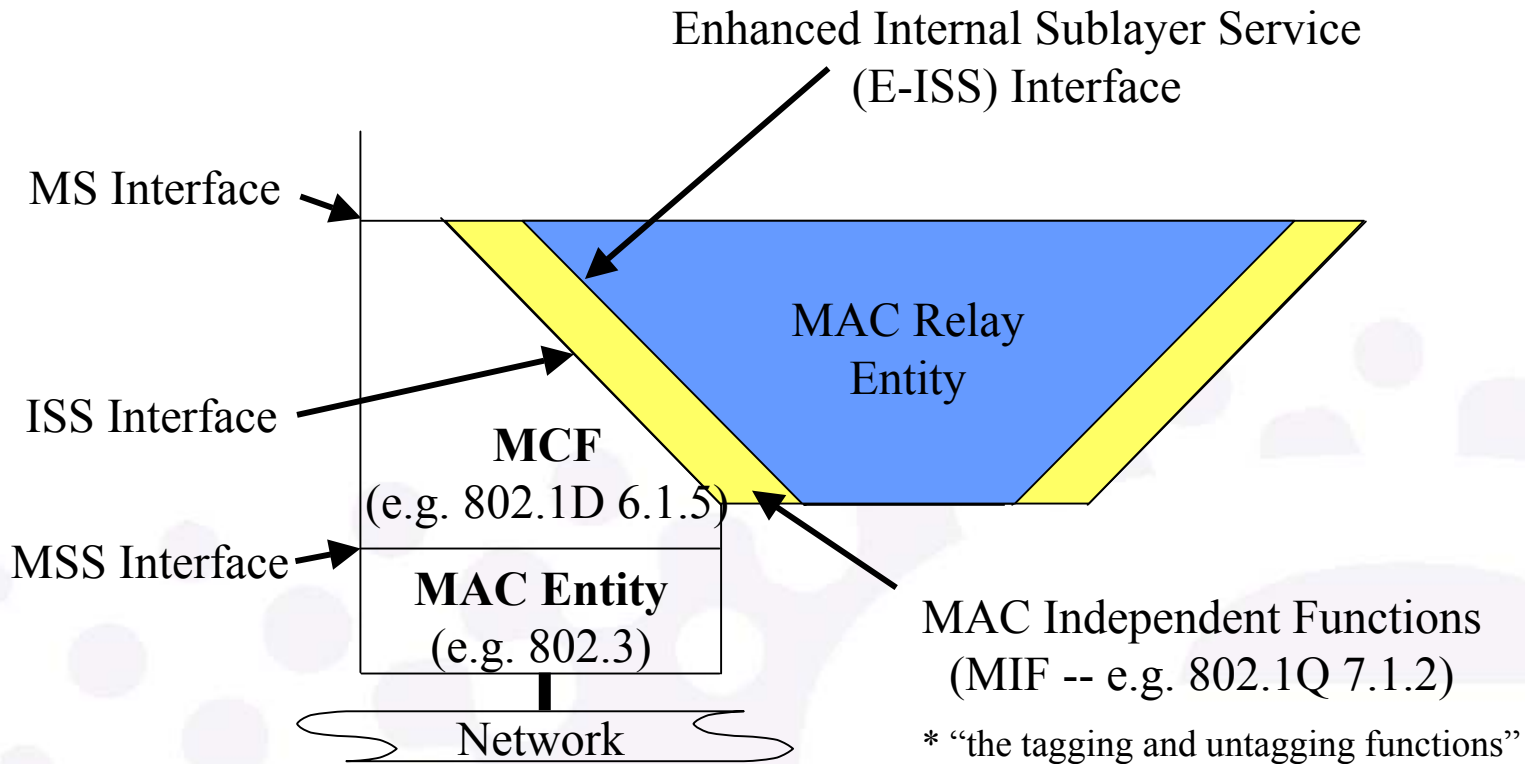 Enhanced Internal Sublayer Service
(E-ISS) Interface
MS Interface
MAC Relay
Entity
ISS Interface
MCF
(e.g. 802.1D 6.1.5)
MSS Interface
MAC Entity
(e.g. 802.3)
MAC Independent Functions
(MIF -- e.g. 802.1Q 7.1.2)
Network
* “the tagging and untagging functions”